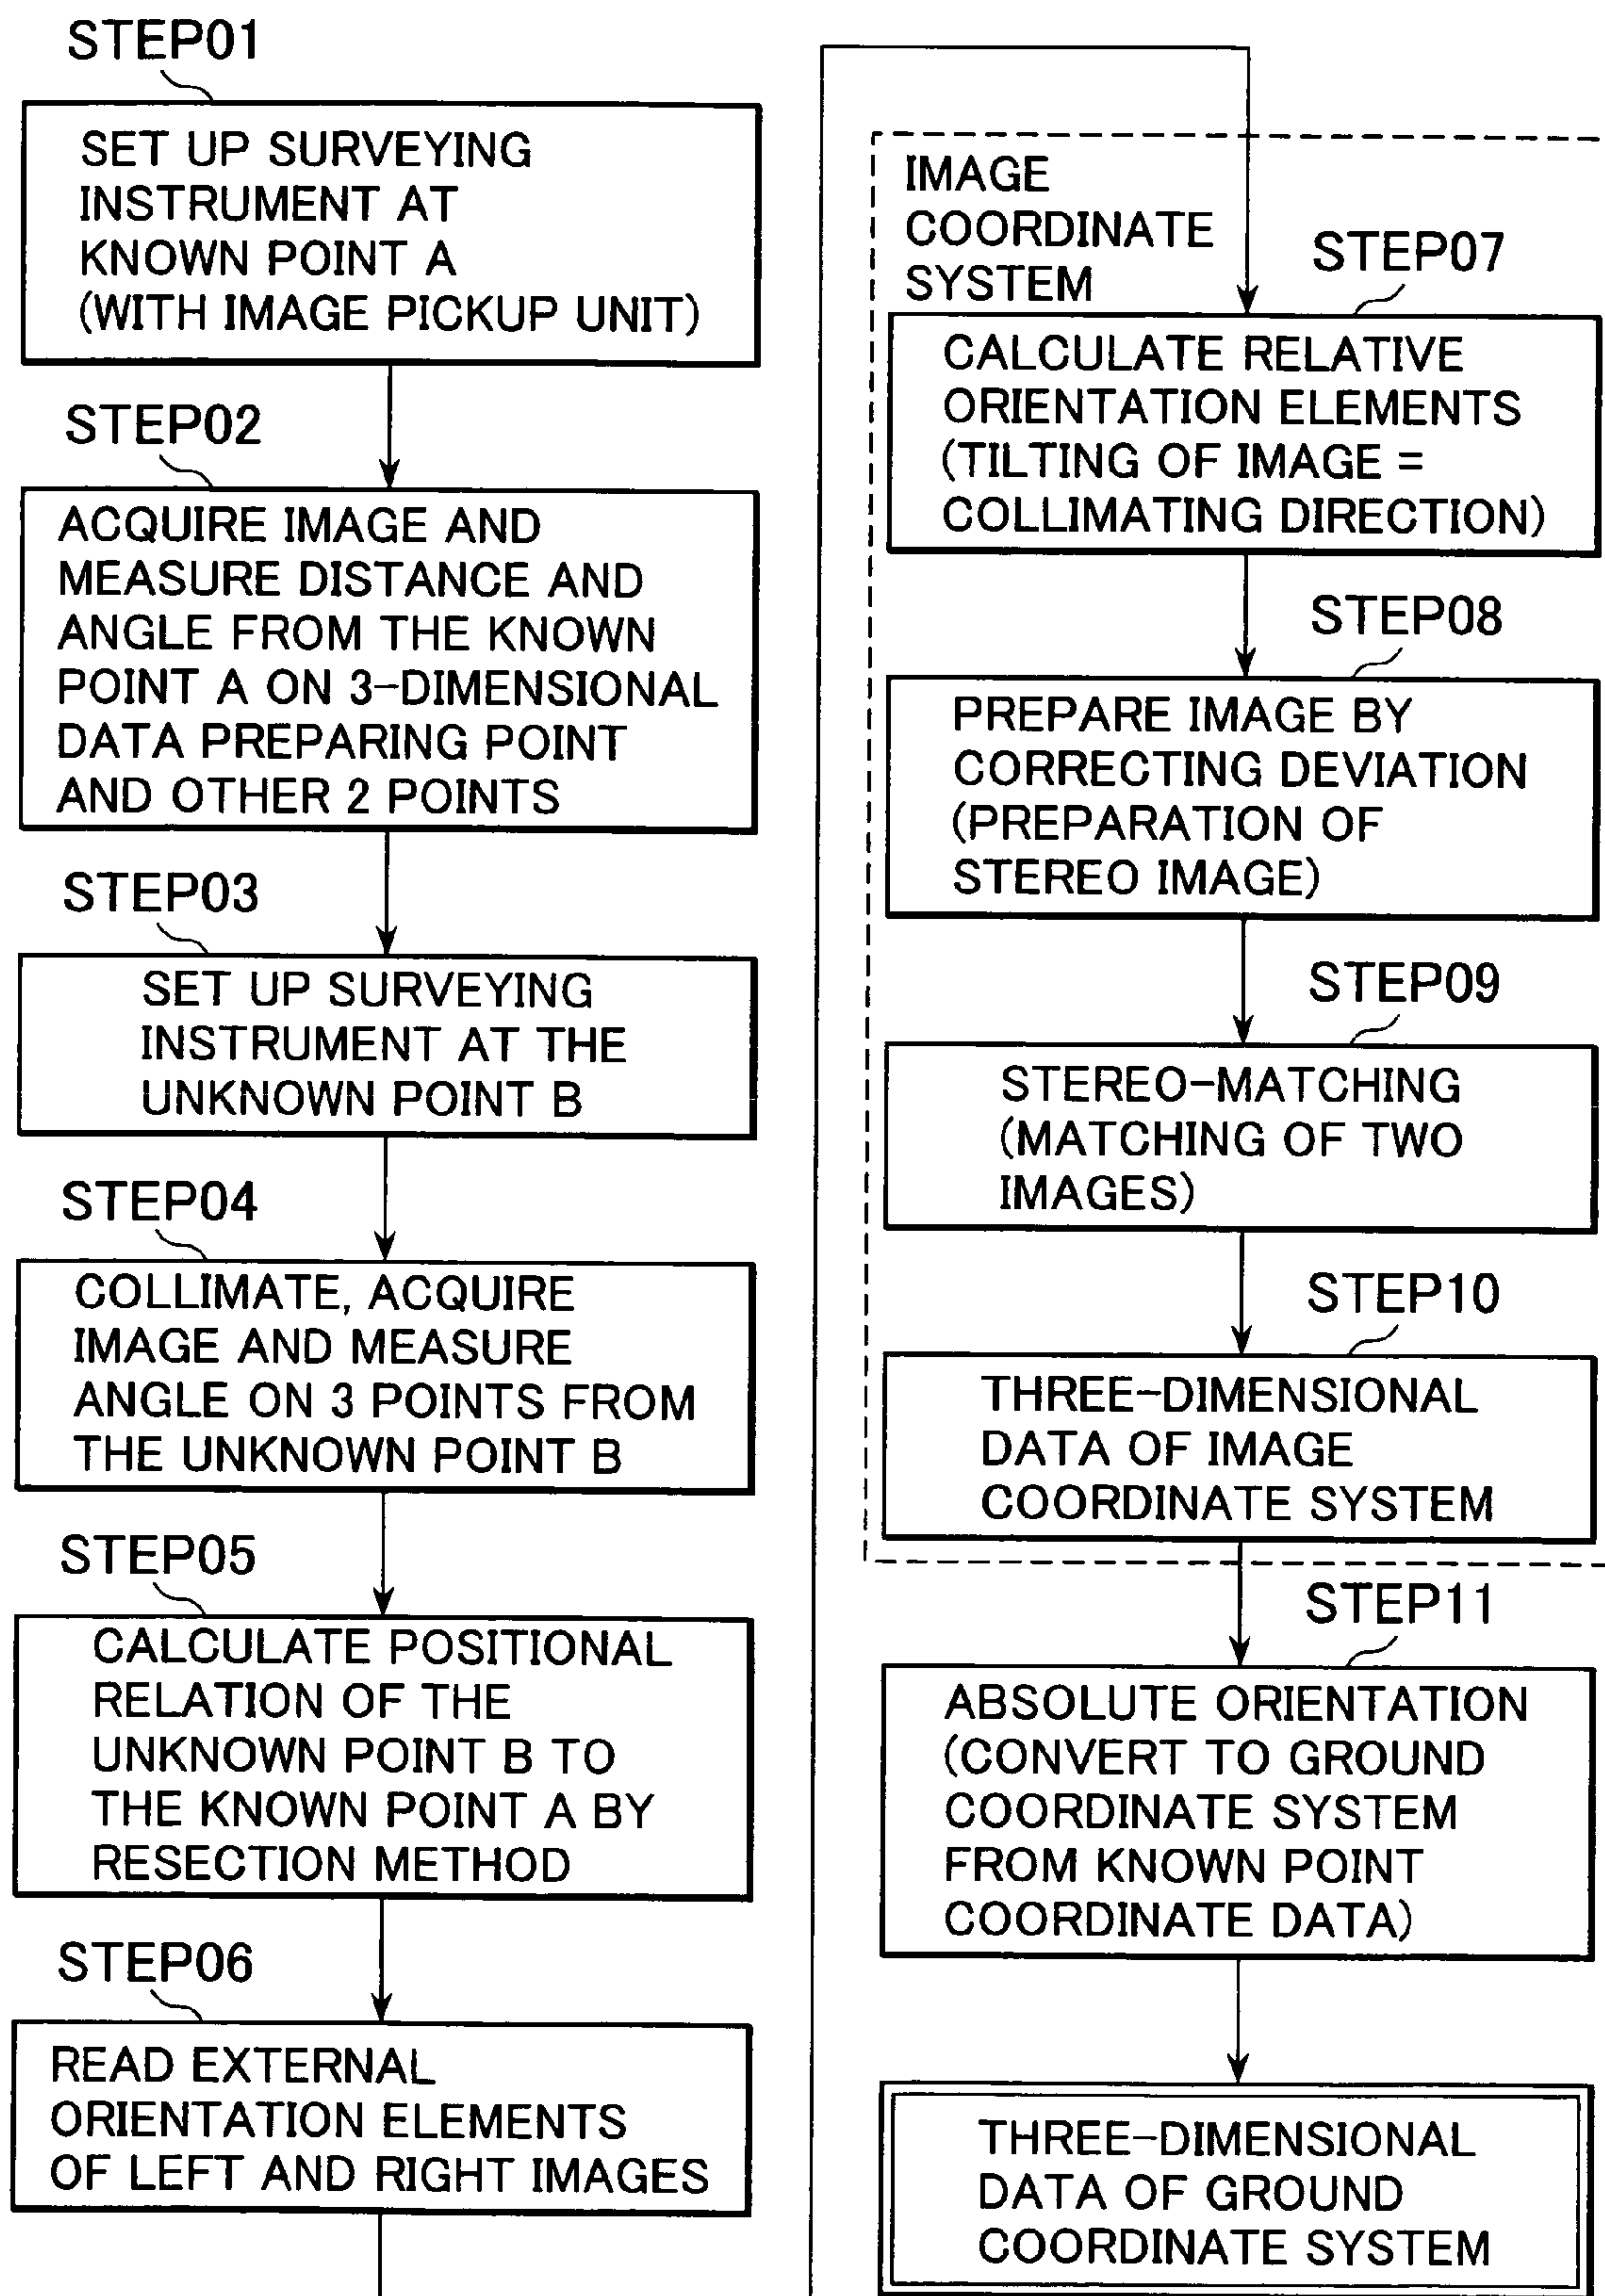 STEP01
SET UP SURVEYING
INSTRUMENT AT
KNOWN POINT A
(WITH IMAGE PICKUP UNIT)
STEP02
ACQUIRE IMAGE AND
MEASURE DISTANCE AND
ANGLE FROM THE KNOWN
POINT A ON 3-DIMENSIONAL
DATA PREPARING POINT
AND OTHER 2 POINTS
STEP03
SET UP SURVEYING
INSTRUMENT AT THE
UNKNOWN POINT B
STEP04
COLLIMATE, ACQUIRE
IMAGE AND MEASURE
ANGLE ON 3 POINTS FROM
THE UNKNOWN POINT B
STEP05
CALCULATE POSITIONAL
RELATION OF THE
UNKNOWN POINT B TO
THE KNOWN POINT A BY
RESECTION METHOD
STEP06
READ EXTERNAL
ORIENTATION ELEMENTS
OF LEFT AND RIGHT IMAGES
IMAGE
COORDINATE
SYSTEM
STEP07
CALCULATE RELATIVE
ORIENTATION ELEMENTS
(TILTING OF IMAGE =
COLLIMATING DIRECTION)
STEP08
PREPARE IMAGE BY
CORRECTING DEVIATION
(PREPARATION OF
STEREO IMAGE)
STEP09
STEREO-MATCHING
(MATCHING OF TWO
IMAGES)
STEP10
THREE-DIMENSIONAL
DATA OF IMAGE
COORDINATE SYSTEM
STEP11
ABSOLUTE ORIENTATION
(CONVERT TO GROUND
COORDINATE SYSTEM
FROM KNOWN POINT
COORDINATE DATA)
THREE-DIMENSIONAL
DATA OF GROUND
COORDINATE SYSTEM